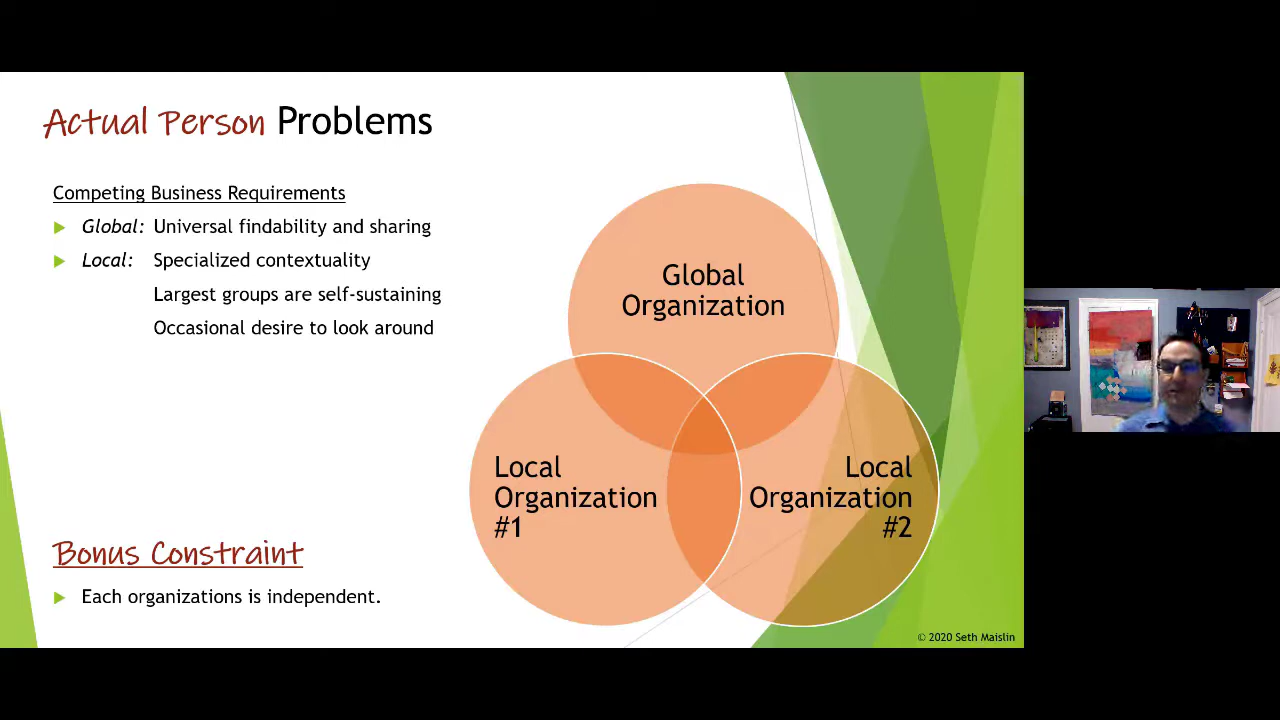 Actual Person Problems
Competing Business Requirements
Global: Universal findability and sharing
Local: Specialized contextuality
Largest groups are self-sustaining
Occasional desire to look around
Global
Organization
Local
Organization
#1
Local
Organization
#2
Bonus Constraint
Each organizations is independent.
© 2020 Seth Maislin